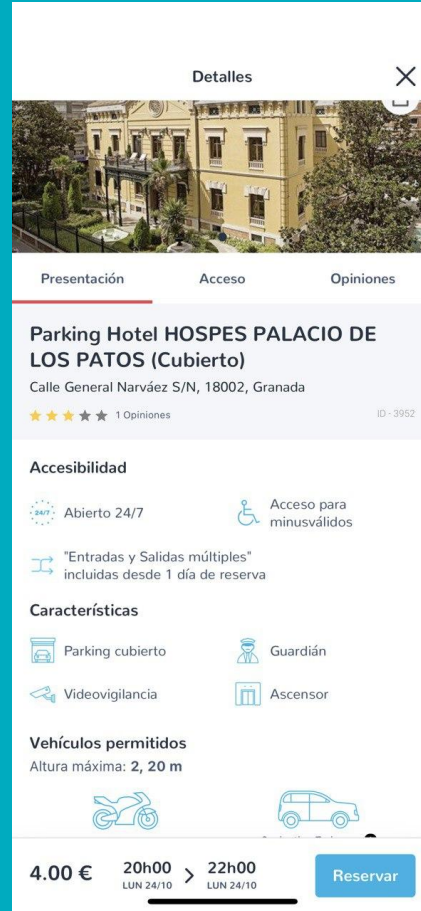 Detalles
Presentación Acceso Opiniones
Parking Hotel HOSPES PALACIO DE
LOS PATOS (Cubierto)
Calle General Narváez S/N, 18002, Granada
1 Opiniones ID - 3952
Accesibilidad
24/7 Abierto 24/7
Acceso para
minusválidos
"Entradas y Salidas múltiples"
incluidas desde 1 día de reserva
Características
Parking cubierto Guardián
Videovigilancia Ascensor
Vehículos permitidos
Altura máxima: 2, 20 m
4.00 € 20h00 > 22h00 Reservar
LUN 24/10 LUN 24/10